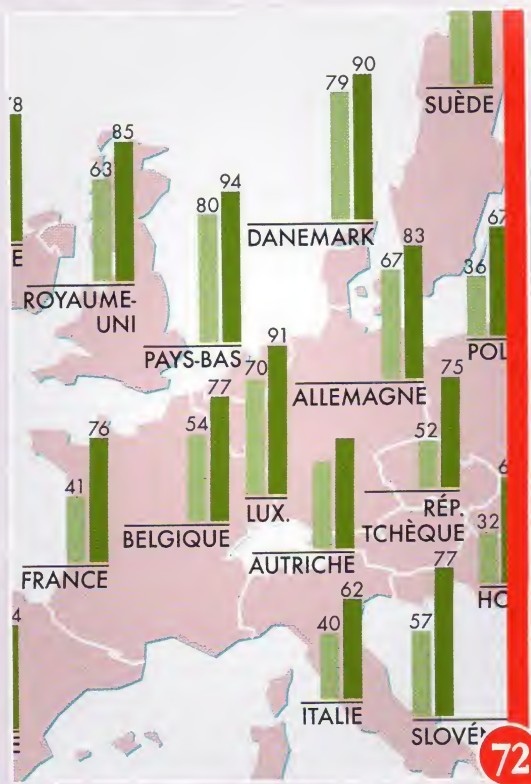 90
79
SUÈDE
8
85
63
94
80
DANEMARK
E
ROYAUME-
UNI
83
67
67
36
PAYS-BAS
POL
91
70
77
54
ALLEMAGNE
75
52
76
41
LUX.
BELGIQUE
RÉP.
TCHÈQUE
6
32
AUTRICHE
FRANCE
HO
77
57
62
40
4
E
ITALIE
SLOVÉ
72